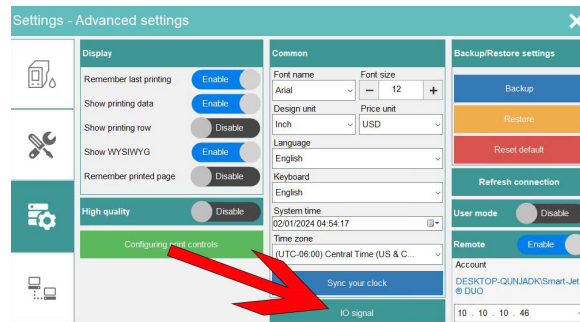 Settings - Advanced settings
Display
Remember last printing Enable
Show printing data Enable
Show printing row Disable
Show WYSIWYG Enable
Remember printed page Disable
High quality Disable
Configuring print controls
Common
Font name Font size
Arial 12
Design unit Price unit
Inch USD
Language
English
Keyboard
English
System time
02/01/2024 04:54:17
Time zone
(UTC-06:00) Central Time (US & C...
Sync your clock
IO signal
Backup/Restore settings
Backup
Restore
Reset default
Refresh connection
User mode Disable
Remote Enable
Account
DESKTOP-QUNJADK\Smart-Jet
® DUO
10 . 10 . 10 . 46